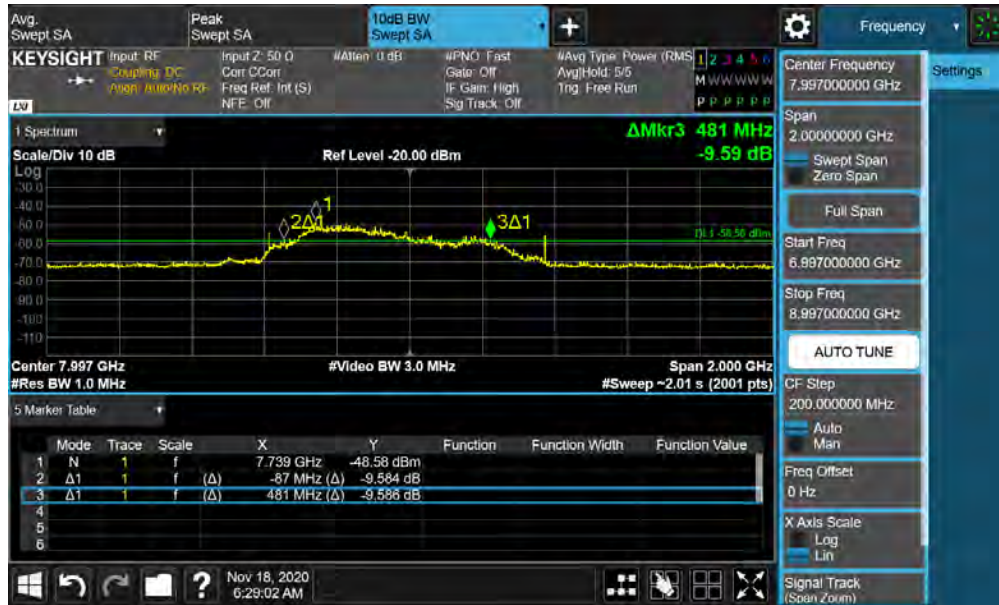 Avg. Peak 10dB BW
Swept SA Swept SA Swept SA + Frequency
KEYSIGHT Input: RF Input Z: 50 Ω #Atten: 0 dB #PNO: Fast #Avg Type: Power (RMS 1 2 3 4 5 6
Coupling: DC Corr CCorr Gate: Off Avg|Hold: 5/5 M W W W W W
Align: Auto/No RF Freq Ref: Int (S) IF Gain: High Trig: Free Run
LXI NFE: Off Sig Track: Off P P P P P P
1 Spectrum ΔMkr3 481 MHz
Scale/Div 10 dB Ref Level -20.00 dBm -9.59 dB
Log
-30.0
-40.0
1
-50.0 2Δ1 3Δ1
DL1 -58.58 dBm
-60.0
-70.0
-80.0
-90.0
-100
-110
Center 7.997 GHz #Video BW 3.0 MHz Span 2.000 GHz
#Res BW 1.0 MHz #Sweep ~2.01 s (2001 pts)
5 Marker Table
Mode Trace Scale X Y Function Function Width Function Value
1 N 1 f 7.739 GHz -48.58 dBm
2 Δ1 1 f (Δ) -87 MHz (Δ) -9.584 dB
3 Δ1 1 f (Δ) 481 MHz (Δ) -9.586 dB
4
5
6
? Nov 18, 2020
6:29:02 AM
Center Frequency
7.997000000 GHz
Settings
Span
2.00000000 GHz
Swept Span
Zero Span
Full Span
Start Freq
6.997000000 GHz
Stop Freq
8.997000000 GHz
AUTO TUNE
CF Step
200.000000 MHz
Auto
Man
Freq Offset
0 Hz
X Axis Scale
Log
Lin
Signal Track
(Span Zoom)